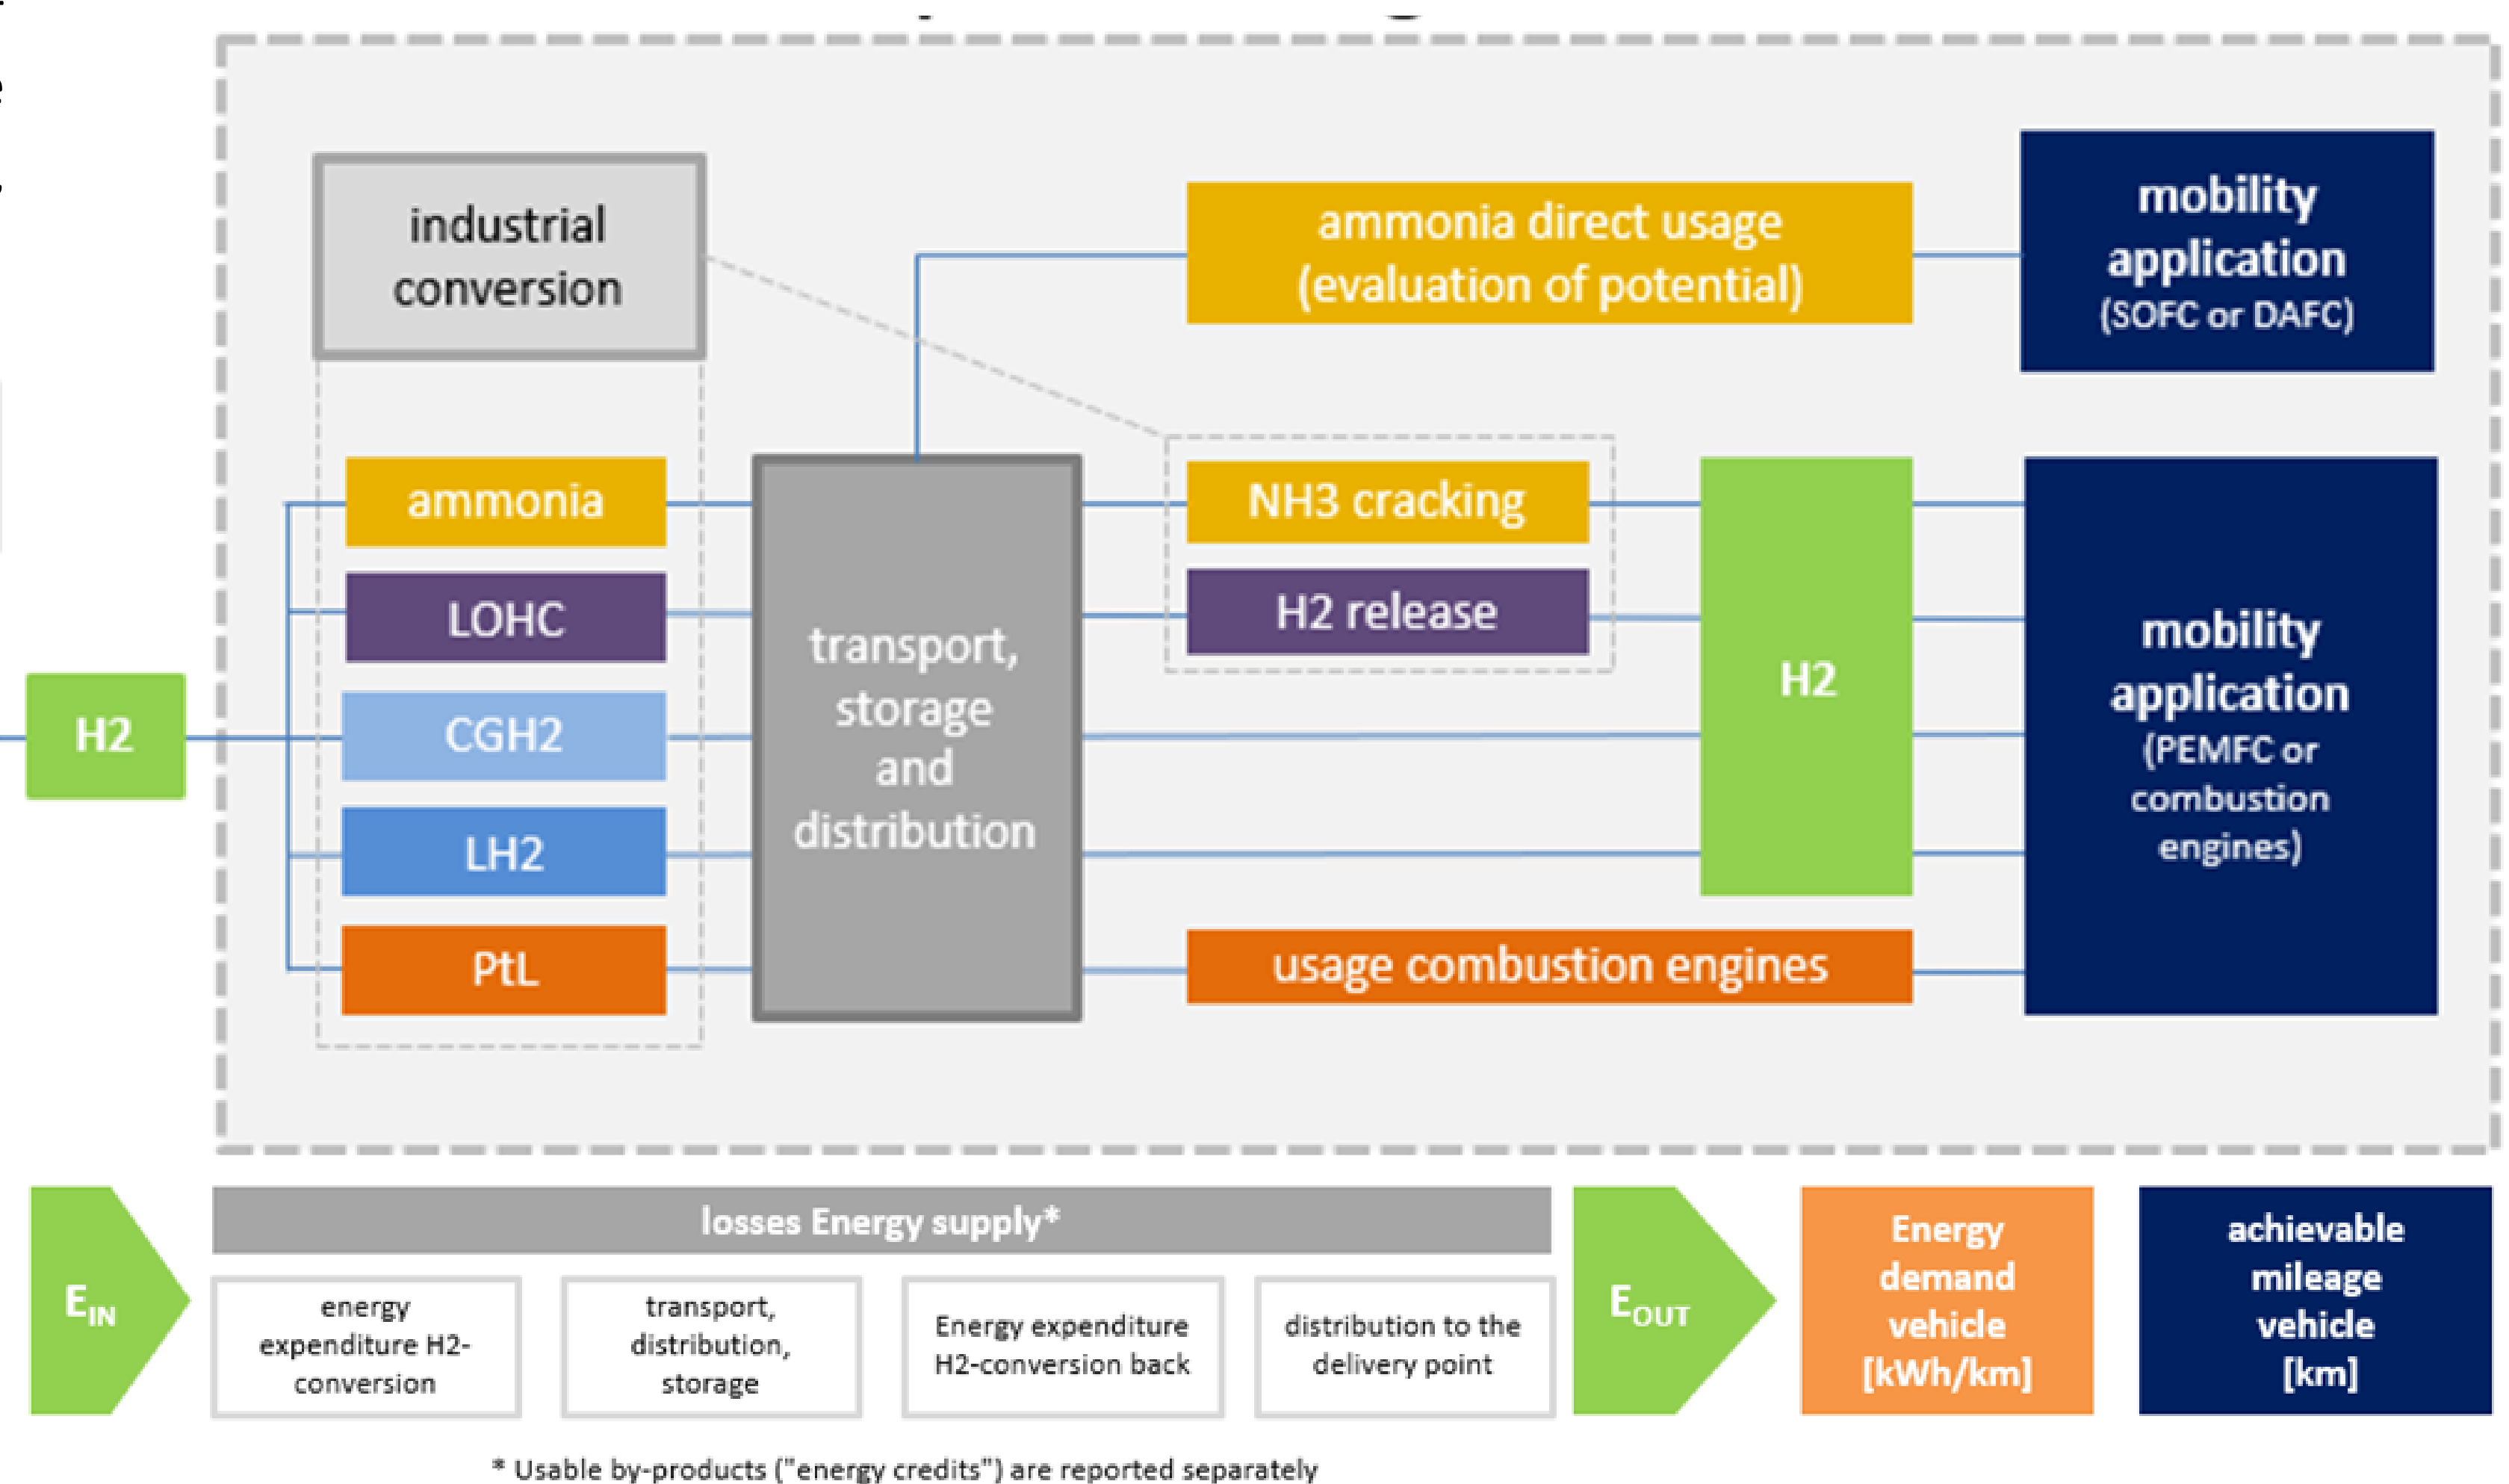 industrial
conversion
ammonia direct usage
(evaluation of potential)
mobility
application
(SOFC or DAFC)
ammonia
LOHC
CGH2
LH2
PtL
H2
transport,
storage
and
distribution
NH3 cracking
H2 release
H2
usage combustion engines
mobility
application
(PEMFC or
combustion
engines)
EIN
losses Energy supply*
energy
expenditure H2-
conversion
transport,
distribution,
storage
Energy expenditure
H2-conversion back
distribution to the
delivery point
EOUT
Energy
demand
vehicle
[kWh/km]
achievable
mileage
vehicle
[km]
* Usable by-products ("energy credits") are reported separately